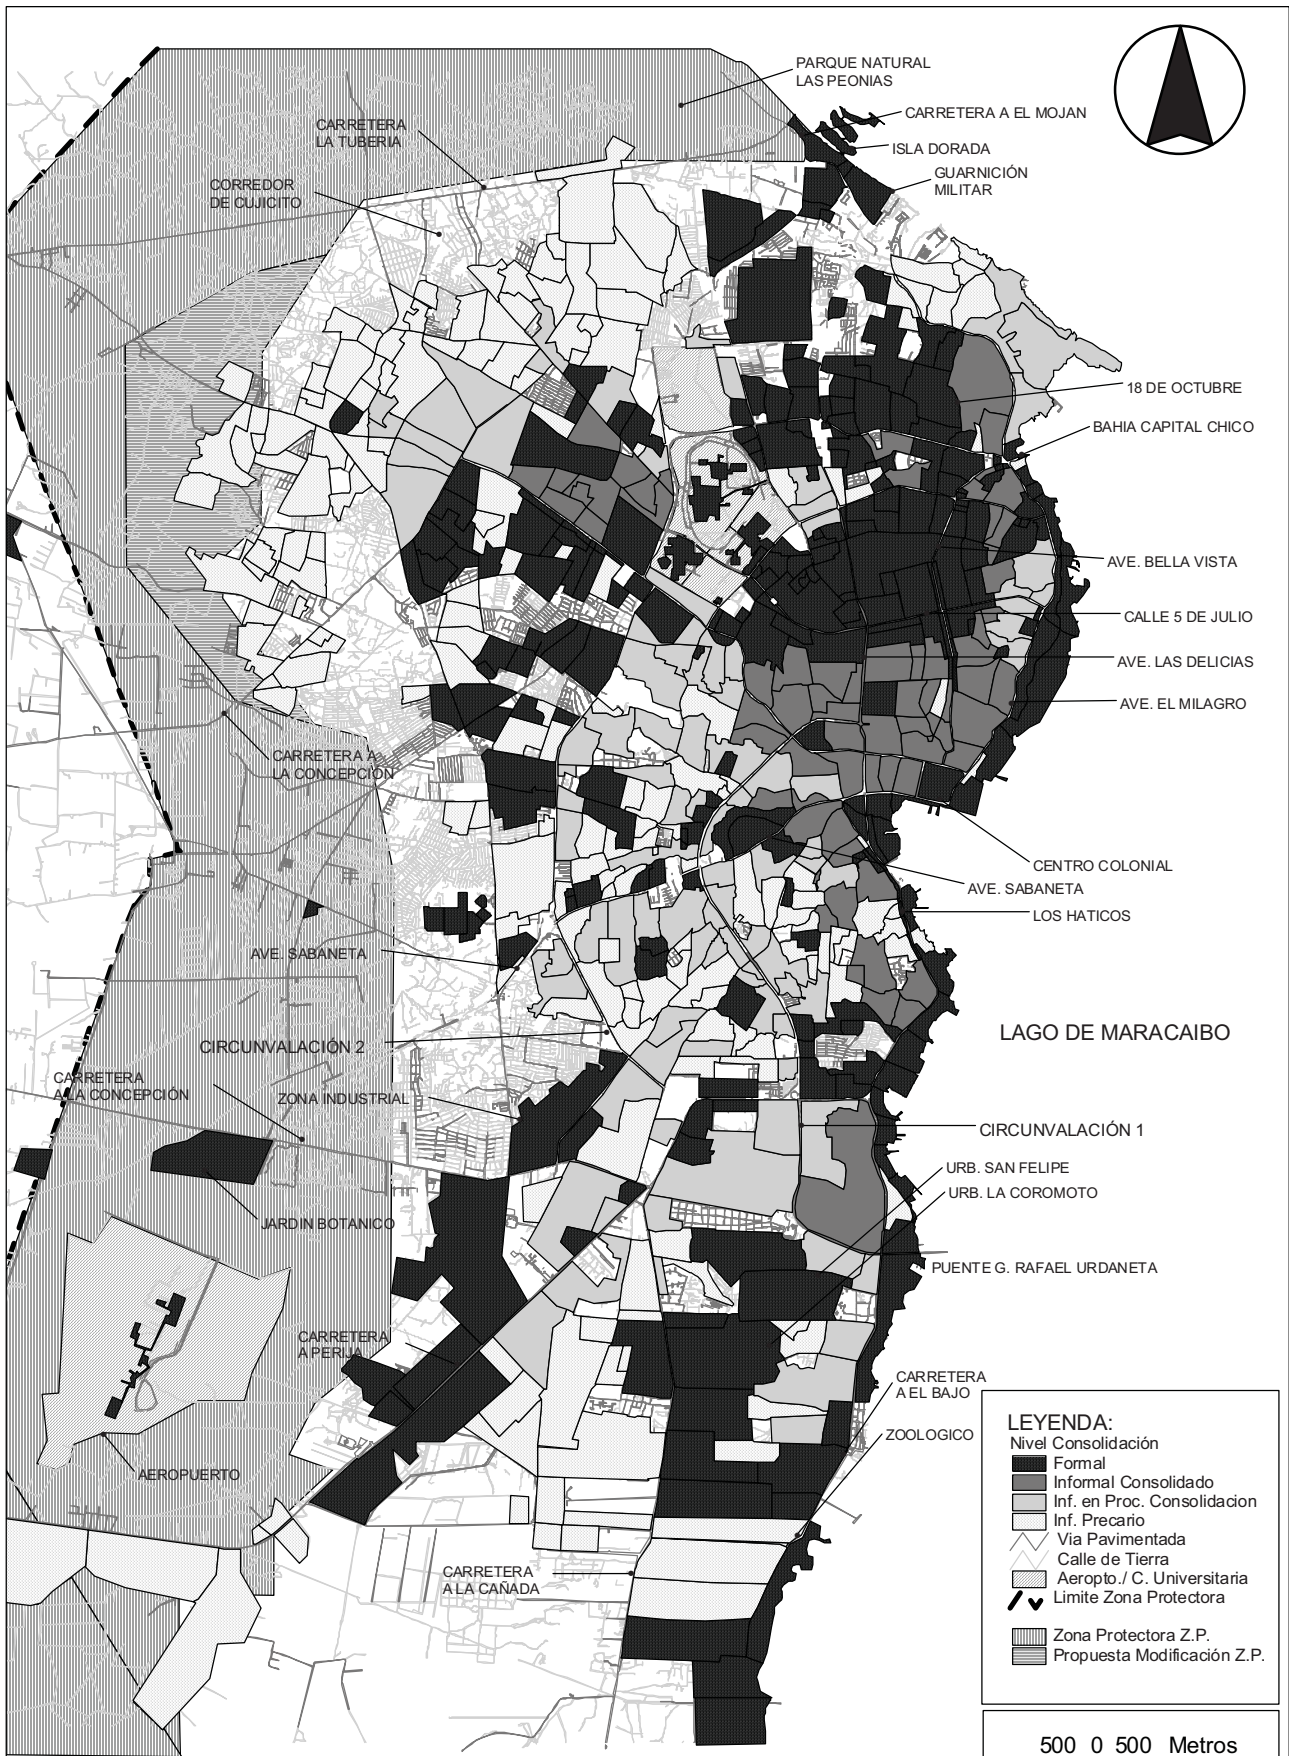 PARQUE NATURAL
LAS PEONIAS
CARRETERA A EL MOJAN
CARRETERA
LA TUBERIA
ISLA DORADA
GUARNICIÓN
MILITAR
CORREDOR
DE CUJICITO
18 DE OCTUBRE
BAHIA CAPITAL CHICO
AVE. BELLA VISTA
CALLE 5 DE JULIO
AVE. LAS DELICIAS
AVE. EL MILAGRO
CARRETERA A
LA CONCEPCIÓN
CENTRO COLONIAL
AVE. SABANETA
LOS HATICOS
AVE. SABANETA
LAGO DE MARACAIBO
CIRCUNVALACIÓN 2
CARRETERA
A LA CONCEPCIÓN
ZONA INDUSTRIAL
CIRCUNVALACIÓN 1
URB. SAN FELIPE
URB. LA COROMOTO
JARDIN BOTANICO
PUENTE G. RAFAEL URDANETA
CARRETERA
A PERIJA
CARRETERA
A EL BAJO
ZOOLOGICO
AEROPUERTO
CARRETERA
A LA CAÑADA
LEYENDA:
Nivel Consolidación
Formal
Informal Consolidado
Inf. en Proc. Consolidacion
Inf. Precario
Via Pavimentada
Calle de Tierra
Aeropto./ C. Universitaria
Limite Zona Protectora
Zona Protectora Z.P.
Propuesta Modificación Z.P.
500 0 500 Metros